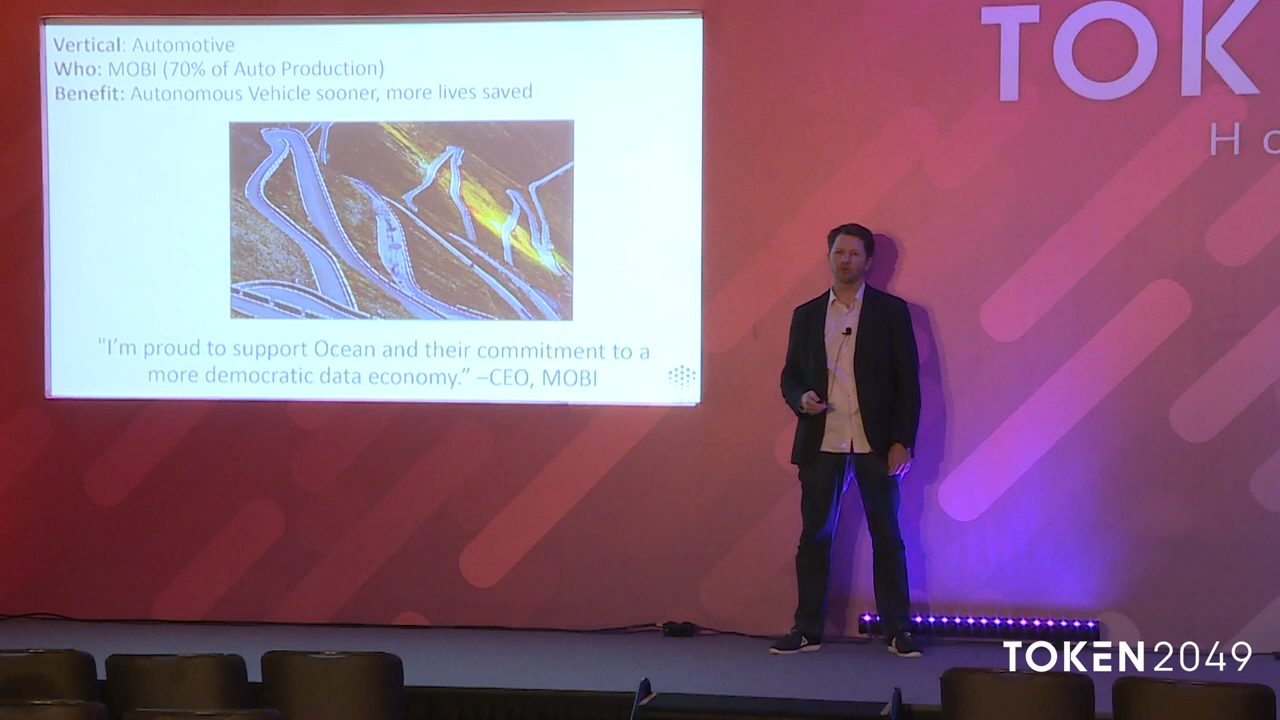 Vertical: Automotive
Who: MOBI (70% of Auto Production)
Benefit: Autonomous Vehicle sooner, more lives saved
"I'm proud to support Ocean and their commitment to a
more democratic data economy.” –CEO, MOBI
TOK
Ho
TOKEN2049